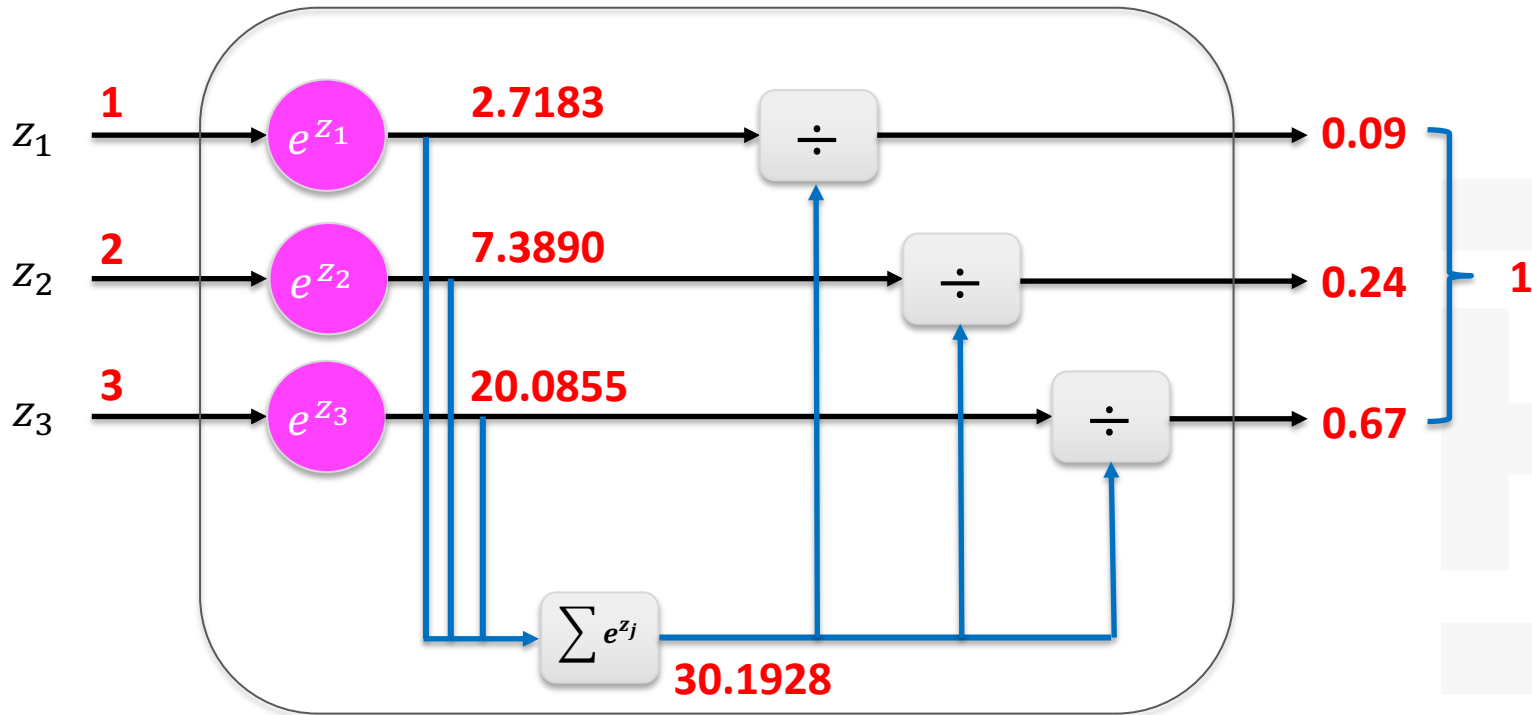 1
z₁
e^{z₁}
2.7183
÷
0.09
2
z₂
e^{z₂}
7.3890
÷
0.24
1
3
z₃
e^{z₃}
20.0855
÷
0.67
∑ e^{z_j}
30.1928